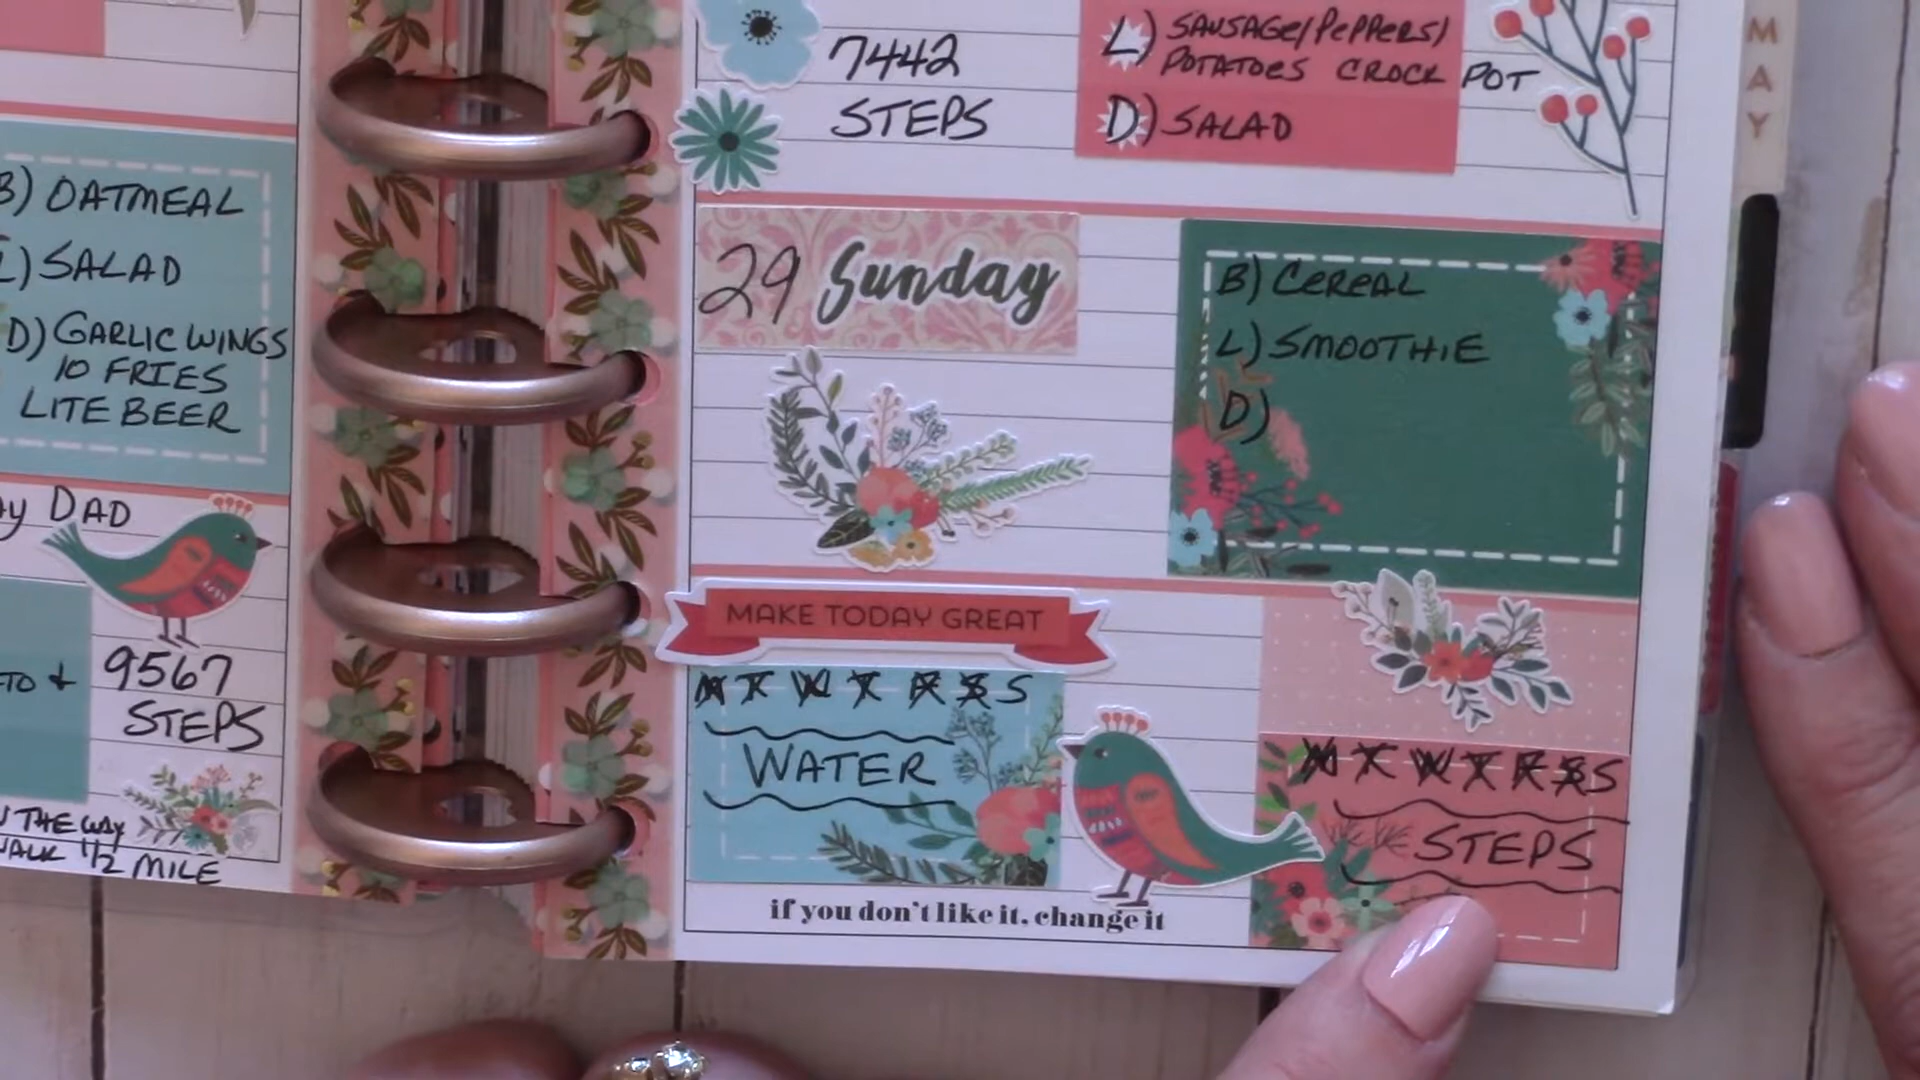 B) OATMEAL
L) SALAD
D) GARLIC WINGS
10 FRIES
LITE BEER
DAD
9567
STEPS
THE WAY
WALK 1/2 MILE
7442
STEPS
L) SAUSAGE/PEPPERS/
POTATOES CROCK POT
D) SALAD
29 Sunday
B) CEREAL
L) SMOOTHIE
D)
MAKE TODAY GREAT
M T W T F S S
WATER
M T W T F S S
STEPS
if you don't like it, change it
MAY